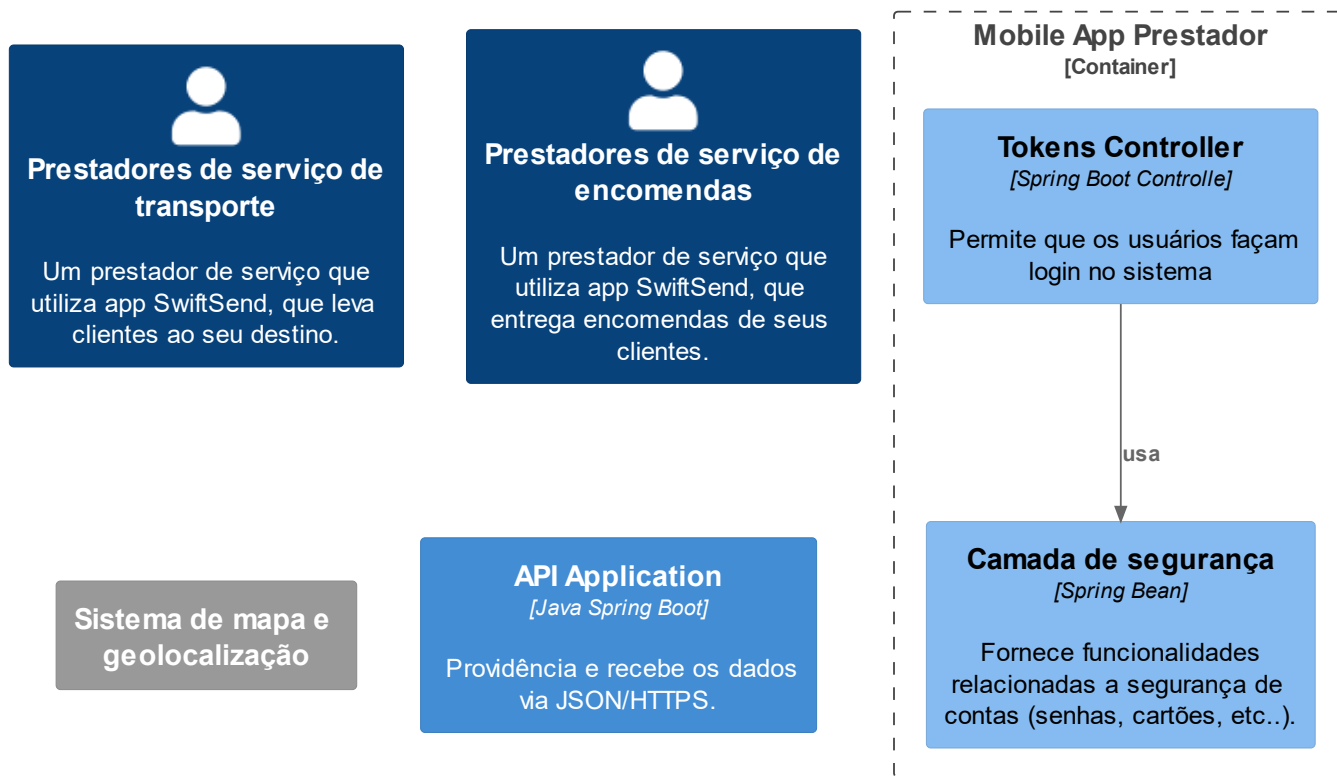 Prestadores de serviço de
transporte
Um prestador de serviço que
utiliza app SwiftSend, que leva
clientes ao seu destino.
Prestadores de serviço de
encomendas
Um prestador de serviço que
utiliza app SwiftSend, que
entrega encomendas de seus
clientes.
Mobile App Prestador
[Container]
Tokens Controller
[Spring Boot Controlle]
Permite que os usuários façam
login no sistema
usa
Sistema de mapa e
geolocalização
API Application
[Java Spring Boot]
Providência e recebe os dados
via JSON/HTTPS.
Camada de segurança
[Spring Bean]
Fornece funcionalidades
relacionadas a segurança de
contas (senhas, cartões, etc..).